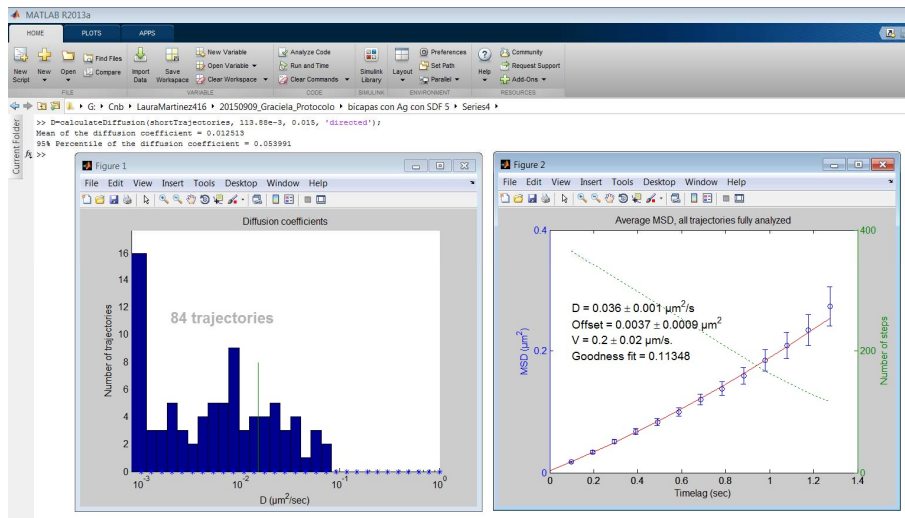 MATLAB R2013a
HOME PLOTS APPS
New Script New Open Find Files Compare Import Data Save Workspace New Variable Open Variable Clear Workspace Analyze Code Run and Time Clear Commands Simulink Library Layout Preferences Set Path Parallel Help Community Request Support Add-Ons
FILE VARIABLE CODE SIMULINK ENVIRONMENT RESOURCES
G: Cnb LauraMartinez416 20150909_Graciela_Protocolo bicapas con Ag con SDF 5 Series4
Current Folder
>> D=calculateDiffusion(shortTrajectories, 113.88e-3, 0.015, 'directed');
Mean of the diffusion coefficient = 0.012513
95% Percentile of the diffusion coefficient = 0.053991
fx >>
Figure 1
File Edit View Insert Tools Desktop Window Help
Diffusion coefficients
16
14
12
10
8
6
4
2
0
Number of trajectories
84 trajectories
10^-3 10^-2 10^-1 10^0
D (µm²/sec)
Figure 2
File Edit View Insert Tools Desktop Window Help
Average MSD, all trajectories fully analyzed
0.4
0.2
0
MSD (µm²)
D = 0.036 ± 0.001 µm²/s
Offset = 0.0037 ± 0.0009 µm²
V = 0.2 ± 0.02 µm/s.
Goodness fit = 0.11348
400
200
0
Number of steps
0 0.2 0.4 0.6 0.8 1 1.2 1.4
Timelag (sec)